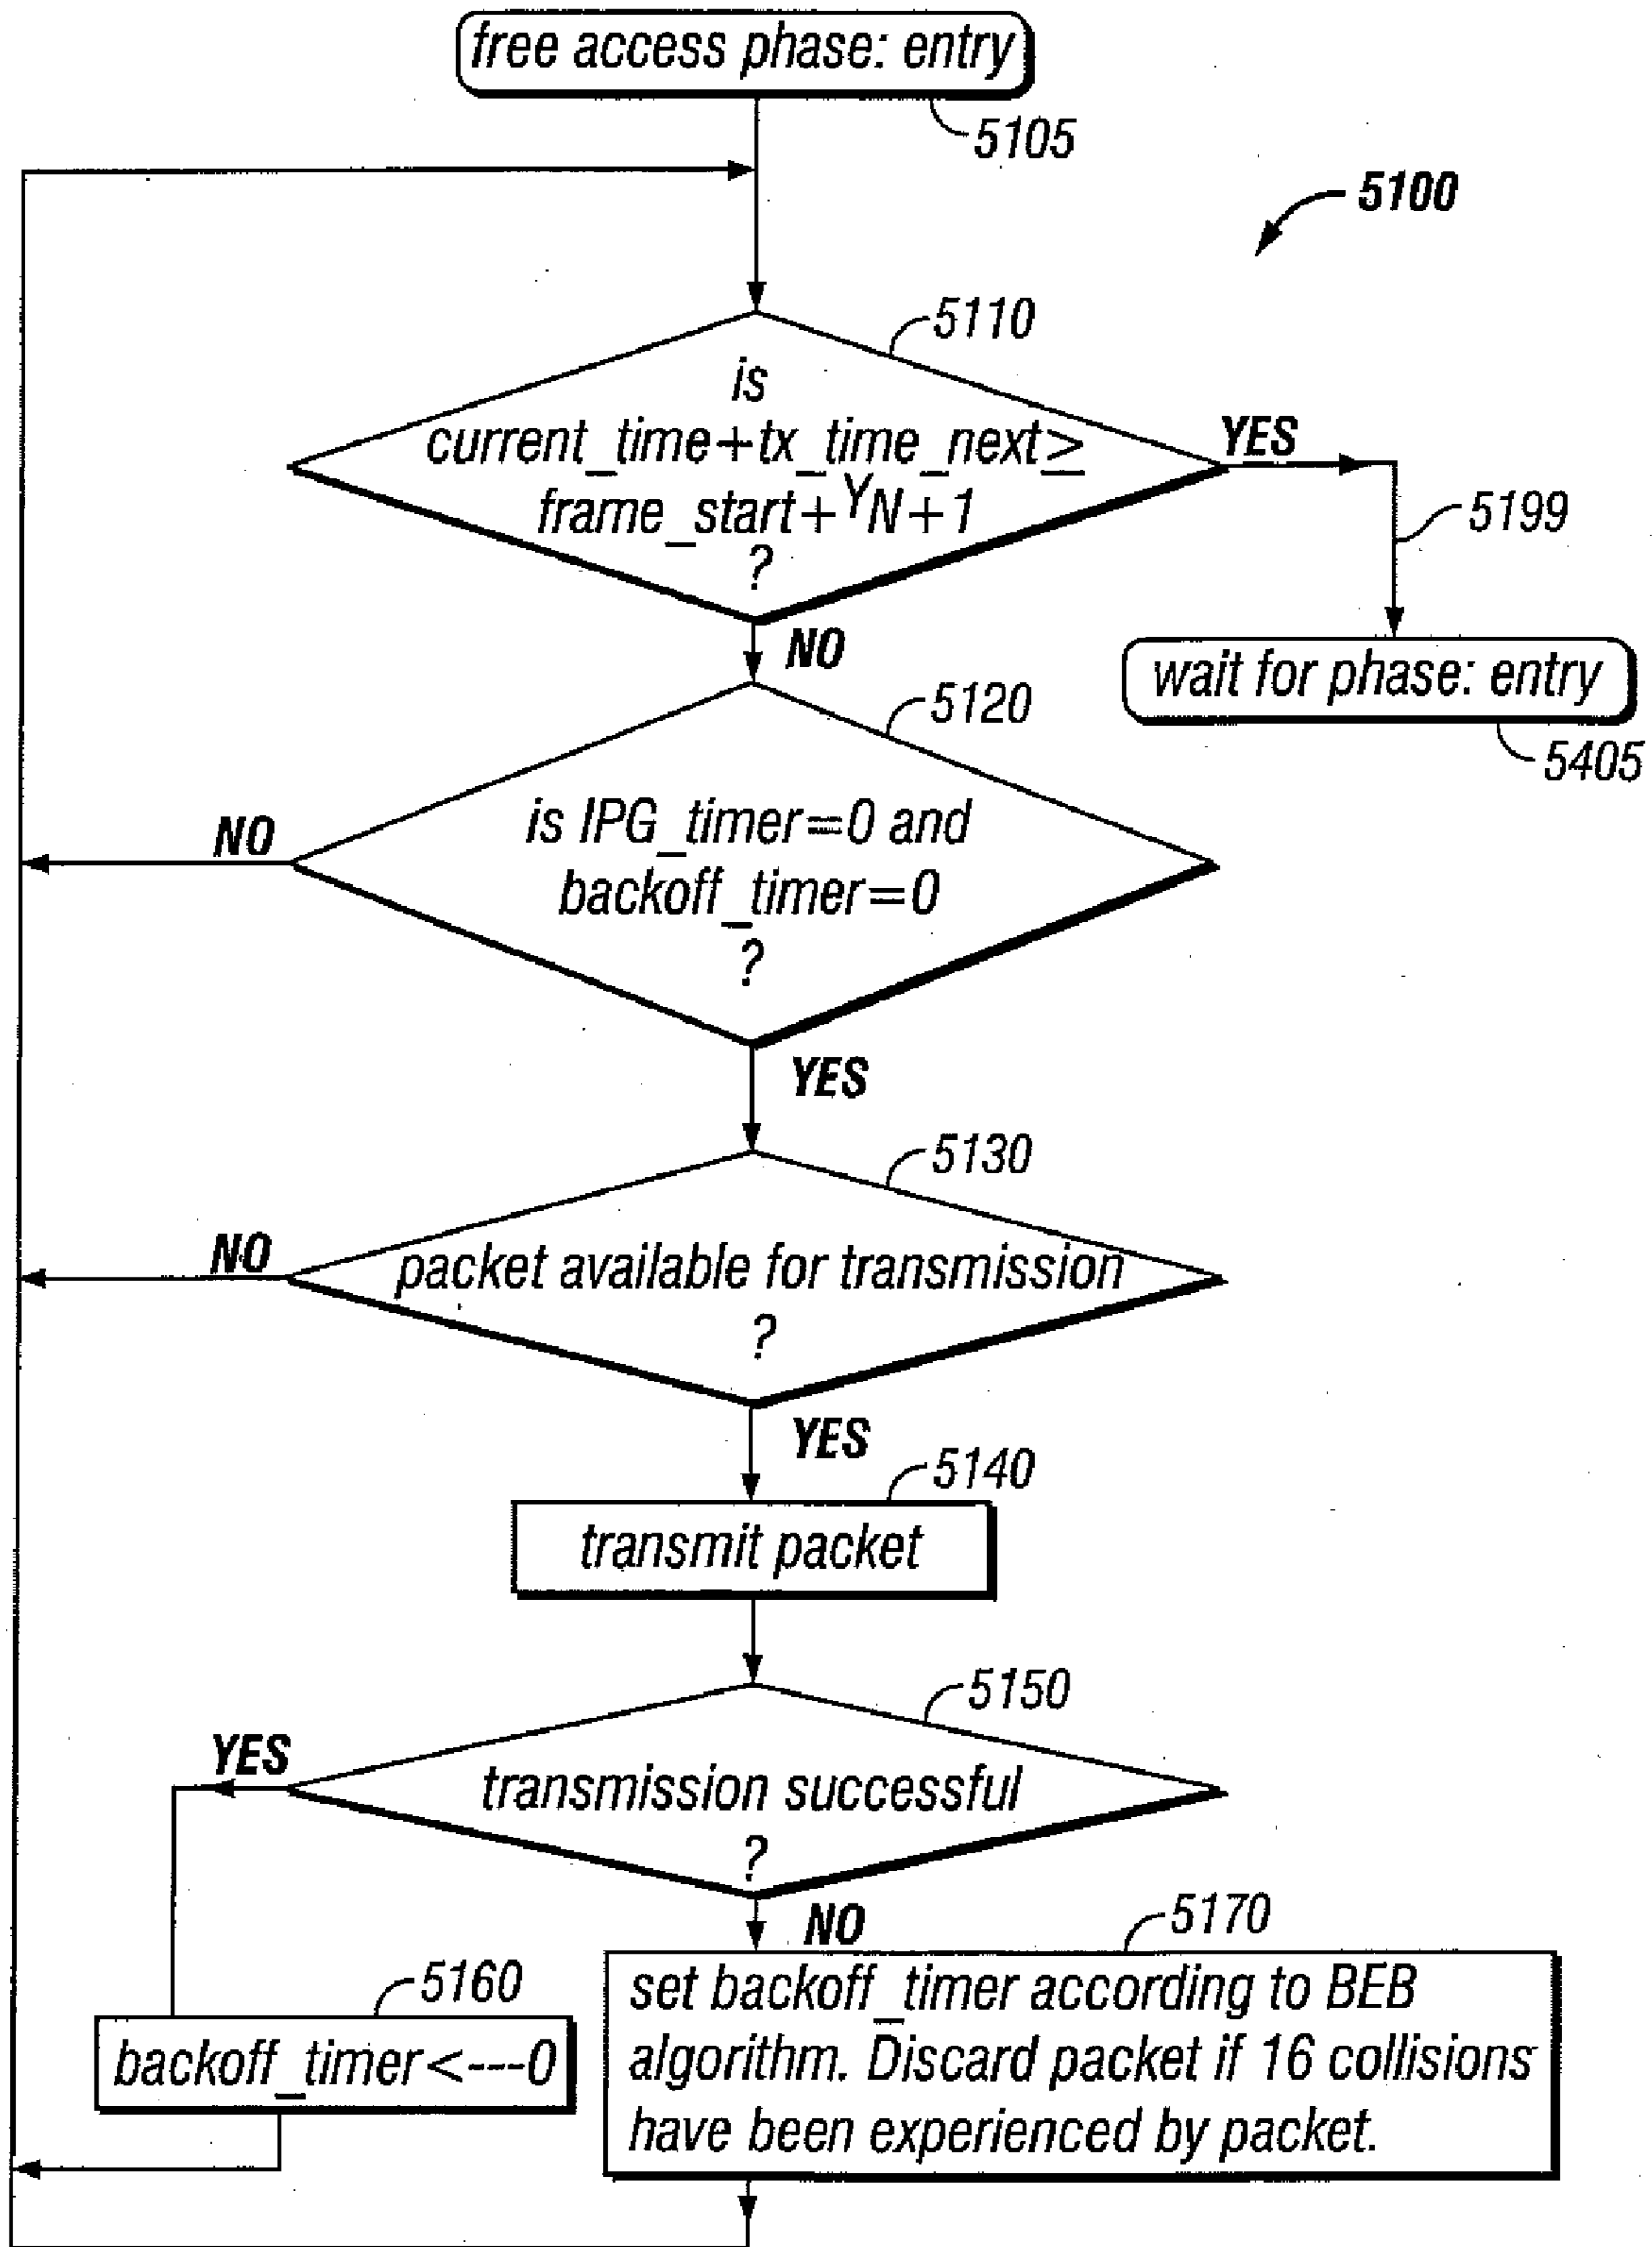 free access phase: entry
5105
5100
5110
is
current_time+tx_time_next≥
frame_start+YN+1
?
YES
5199
NO
wait for phase: entry
5405
5120
is IPG_timer=0 and
backoff_timer=0
?
NO
YES
5130
packet available for transmission
?
NO
YES
5140
transmit packet
5150
transmission successful
?
YES
NO
5160
backoff_timer<---0
5170
set backoff_timer according to BEB
algorithm. Discard packet if 16 collisions
have been experienced by packet.